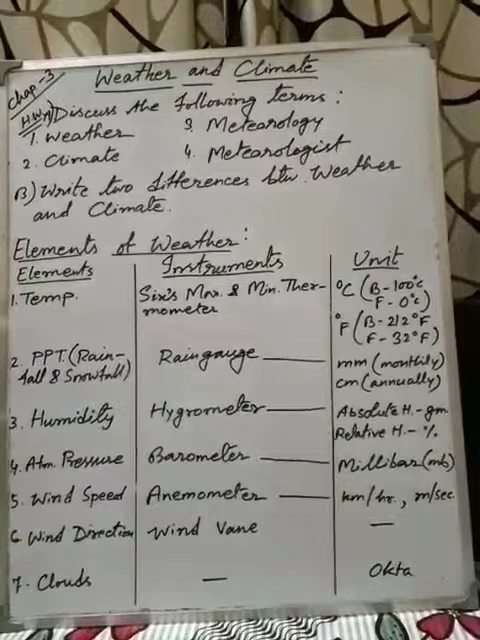 Chap-3
Weather and Climate
H.W. A) Discuss the following terms:
1. Weather 3. Meteorology
2. Climate 4. Meteorologist
B) Write two differences btw. Weather
and Climate.
Elements of Weather:
Elements Instruments Unit
1. Temp. Six's Max. & Min. Ther-
mometer
°C (B-100°C
F-0°C)
°F (B-212°F
F-32°F)
2. PPT. (Rain-
fall & Snowfall) Raingauge — mm (monthly)
cm (annually)
3. Humidity Hygrometer — Absolute H.-gm
Relative H.-%
4. Atm. Pressure Barometer — Millibar (mb)
5. Wind Speed Anemometer — km/hr., m/sec.
6. Wind Direction Wind Vane —
7. Clouds — Okta